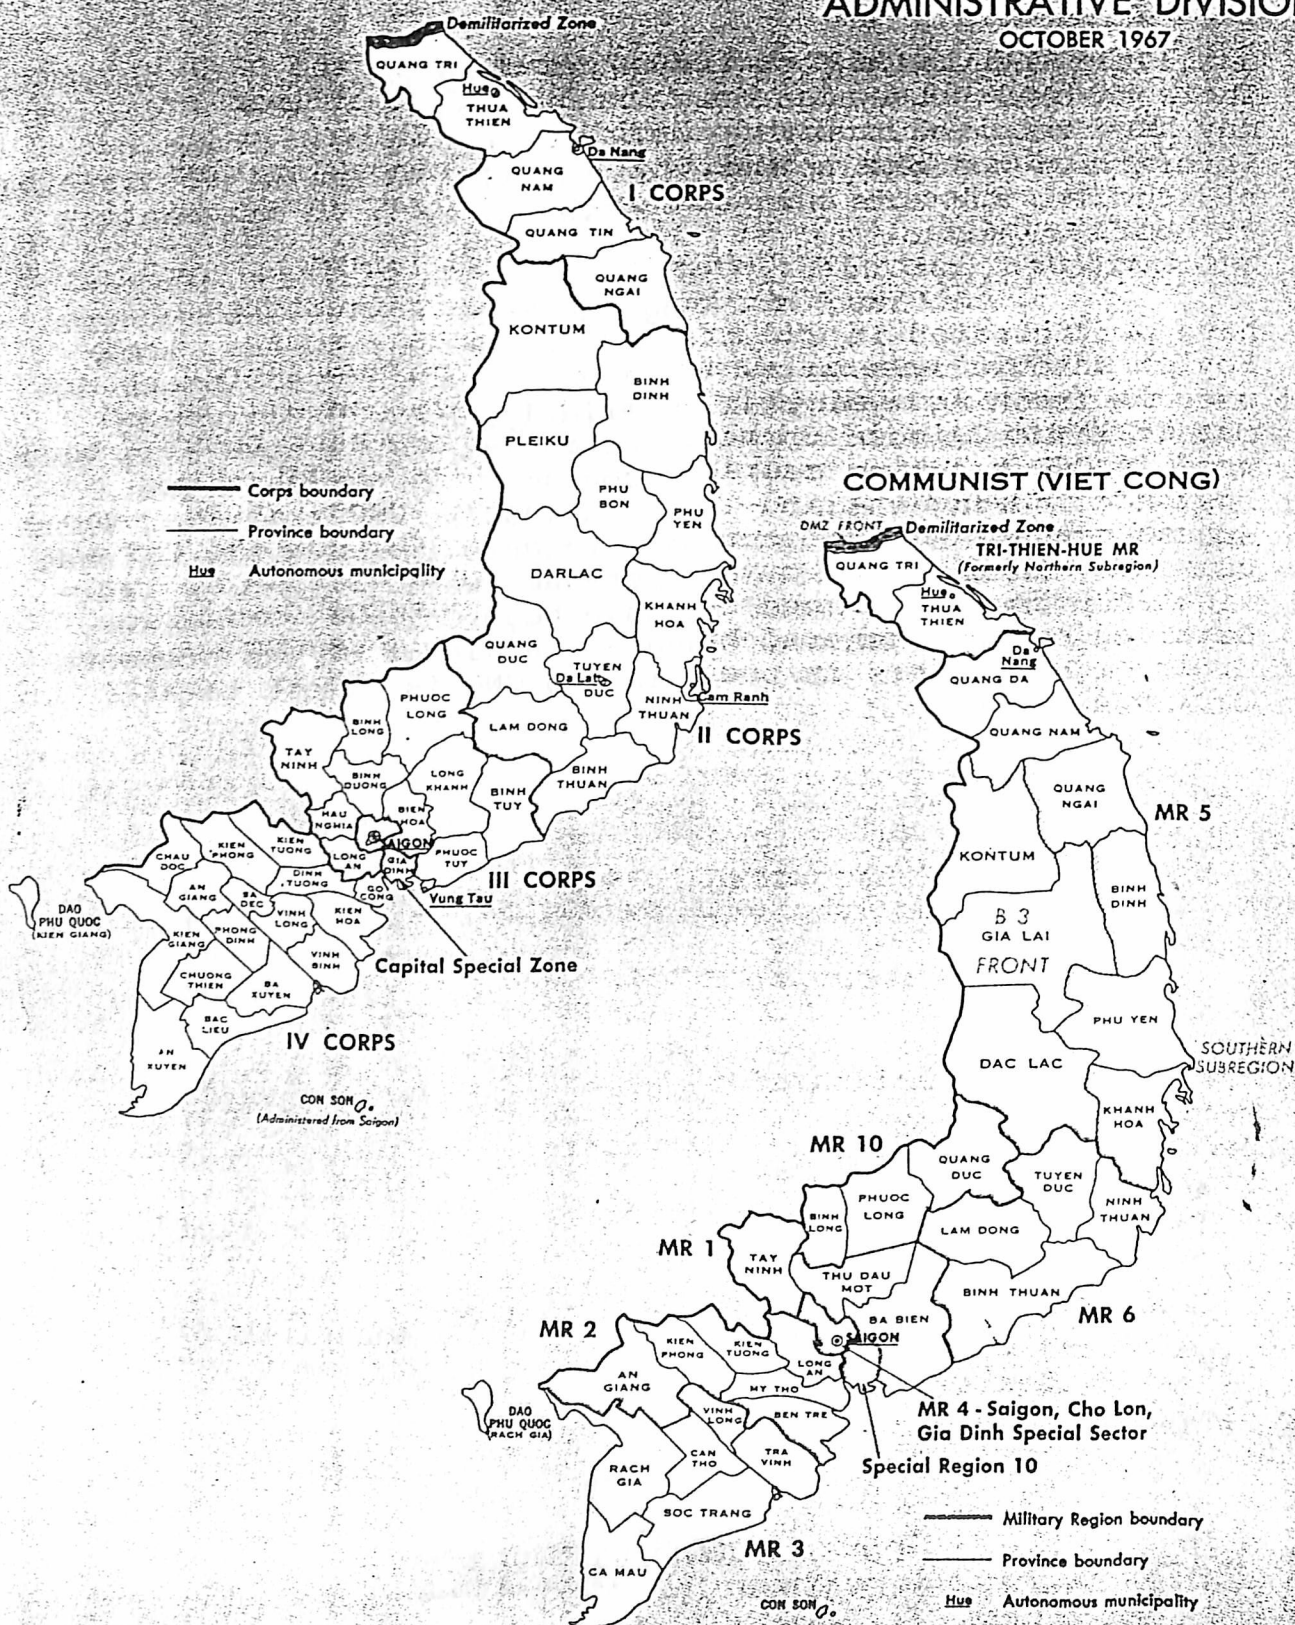 ADMINISTRATIVE DIVISION
OCTOBER 1967
Demilitarized Zone
QUANG TRI
Hue
THUA
THIEN
Da Nang
QUANG
NAM
I CORPS
QUANG TIN
QUANG
NGAI
KONTUM
BINH
DINH
PLEIKU
PHU
BON
PHU
YEN
Corps boundary
Province boundary
Hue Autonomous municipality
DARLAC
KHANH
HOA
QUANG
DUC
TUYEN
Da Lat
DUC
Cam Ranh
NINH
THUAN
PHUOC
LONG
BINH
LONG
LAM DONG
II CORPS
TAY
NINH
BINH
DUONG
LONG
KHANH
BINH
TUY
BINH
THUAN
HAU
NGHIA
BIEN
HOA
SAIGON
KIEN
PHONG
KIEN
TUONG
LONG
AN
GIA
DINH
PHUOC
TUY
CHAU
DOC
DINH
TUONG
III CORPS
Vung Tau
AN
GIANG
SA
DEC
GO
CONG
VINH
LONG
KIEN
HOA
DAO
PHU QUOC
(KIEN GIANG)
KIEN
GIANG
PHONG
DINH
VINH
BINH
Capital Special Zone
CHUONG
THIEN
BA
XUYEN
BAC
LIEU
IV CORPS
AN
XUYEN
CON SON
(Administered from Saigon)
COMMUNIST (VIET CONG)
DMZ FRONT
Demilitarized Zone
TRI-THIEN-HUE MR
(Formerly Northern Subregion)
QUANG TRI
Hue
THUA
THIEN
Da
Nang
QUANG DA
QUANG NAM
QUANG
NGAI
MR 5
KONTUM
BINH
DINH
B 3
GIA LAI
FRONT
PHU YEN
SOUTHERN
SUBREGION
DAC LAC
KHANH
HOA
MR 10
QUANG
DUC
TUYEN
DUC
NINH
THUAN
PHUOC
LONG
BINH
LONG
LAM DONG
MR 1
TAY
NINH
THU DAU
MOT
BINH THUAN
MR 6
BA BIEN
SAIGON
MR 2
KIEN
PHONG
KIEN
TUONG
LONG
AN
AN
GIANG
MY THO
VINH
LONG
BEN TRE
DAO
PHU QUOC
(RACH GIA)
MR 4 - Saigon, Cho Lon,
Gia Dinh Special Sector
CAN
THO
TRA
VINH
Special Region 10
RACH
GIA
SOC TRANG
MR 3
CA MAU
CON SON
Military Region boundary
Province boundary
Hue Autonomous municipality